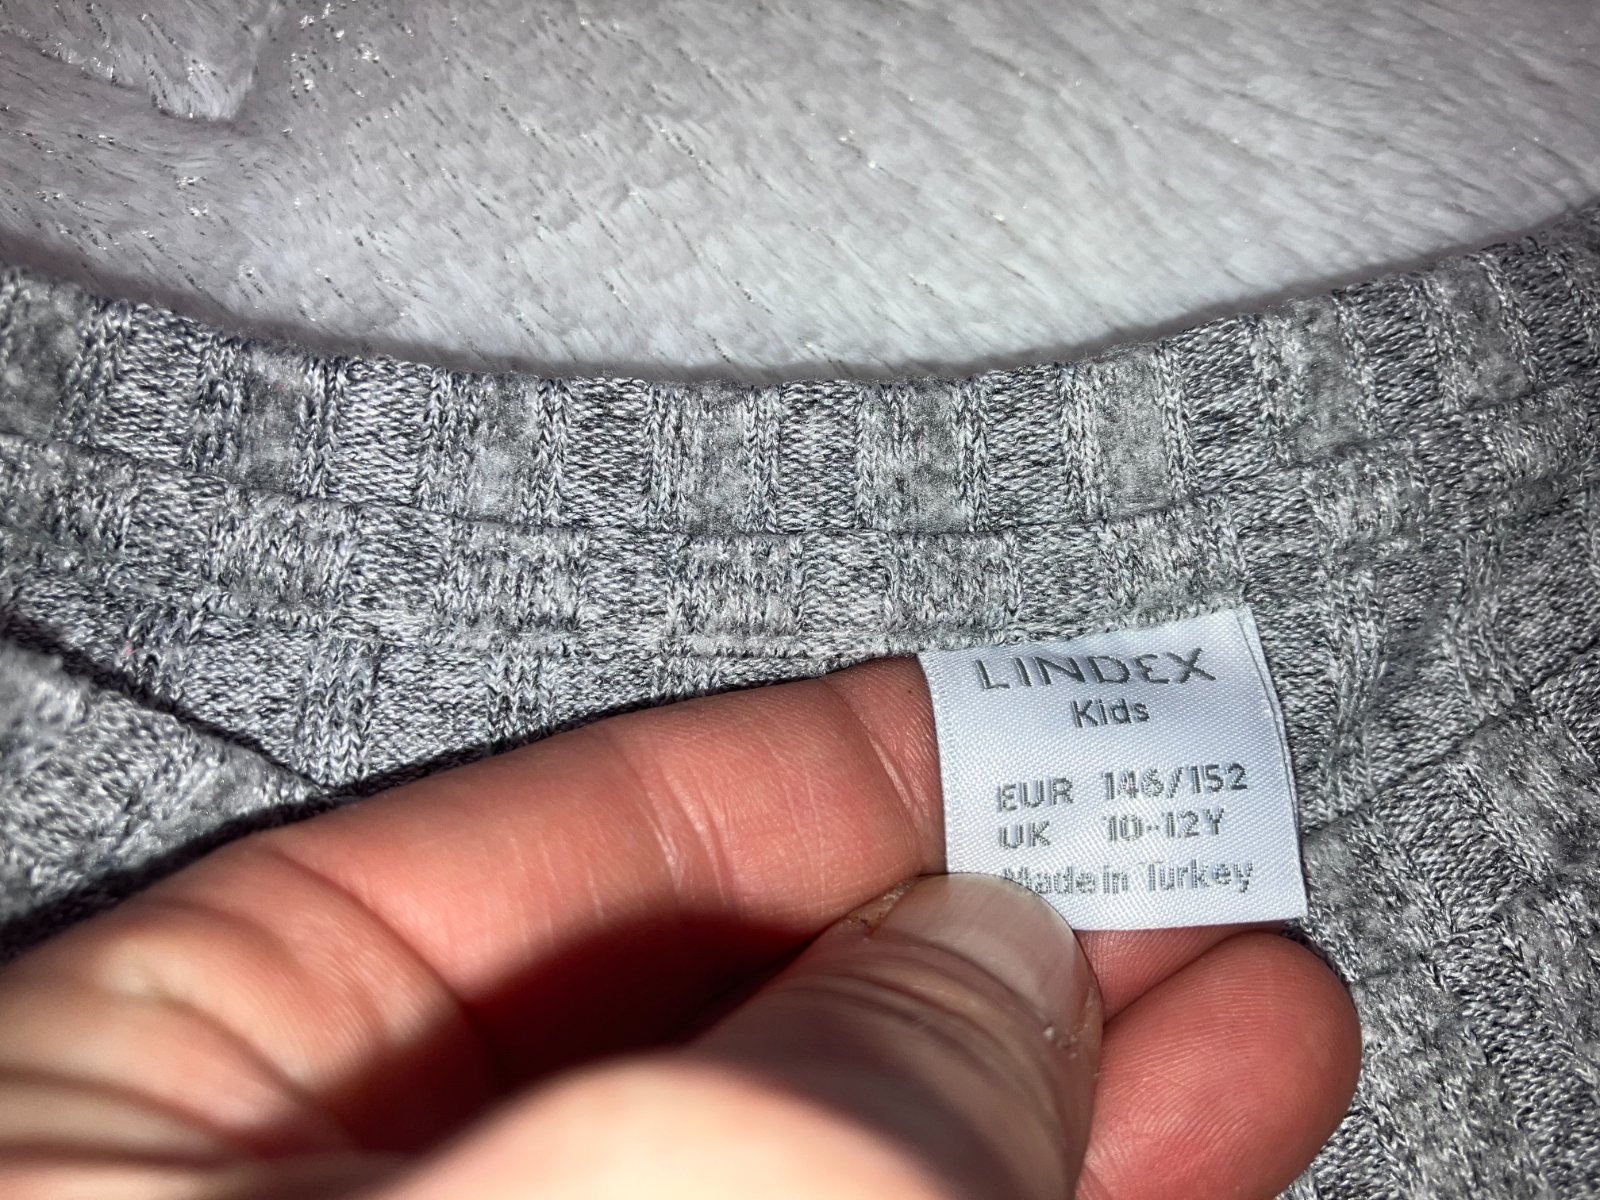 LINDEX
Kids
EUR 146/152
UK 10-12Y
Made in Turkey